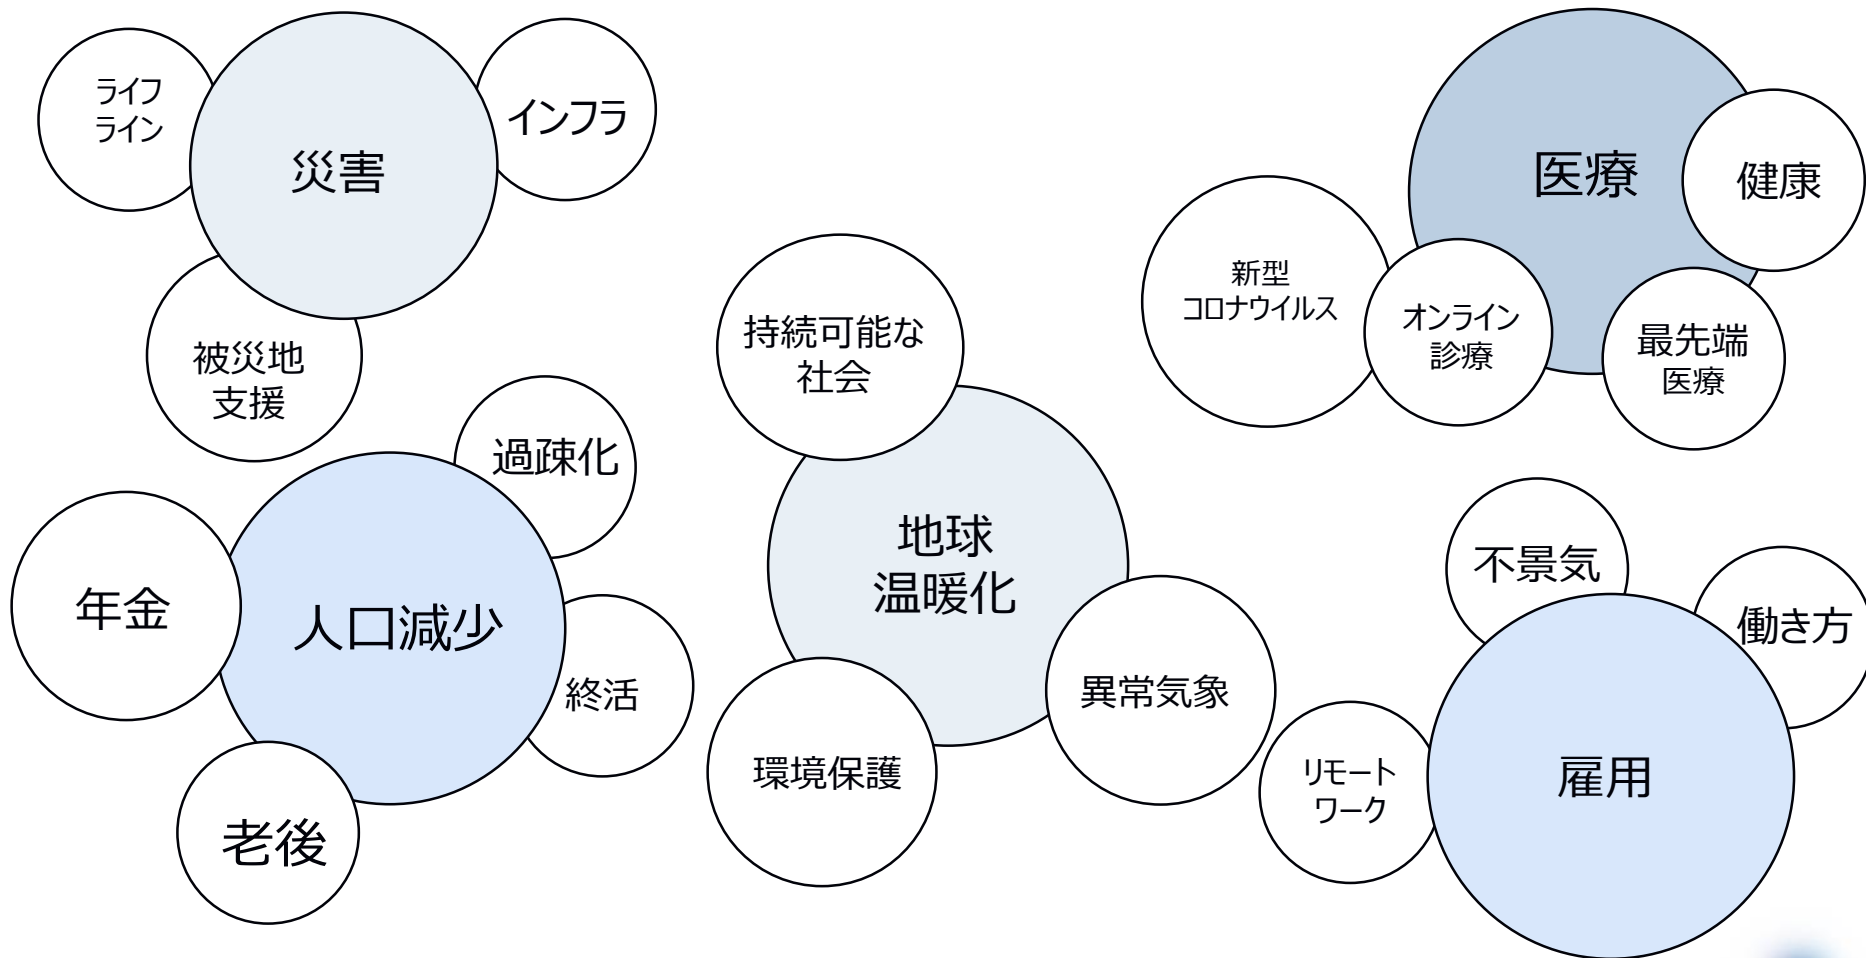 ライフ
ライン
災害
インフラ
被災地
支援
医療
健康
新型
コロナウイルス
オンライン
診療
最先端
医療
持続可能な
社会
地球
温暖化
環境保護
異常気象
過疎化
年金
人口減少
終活
老後
不景気
働き方
リモート
ワーク
雇用